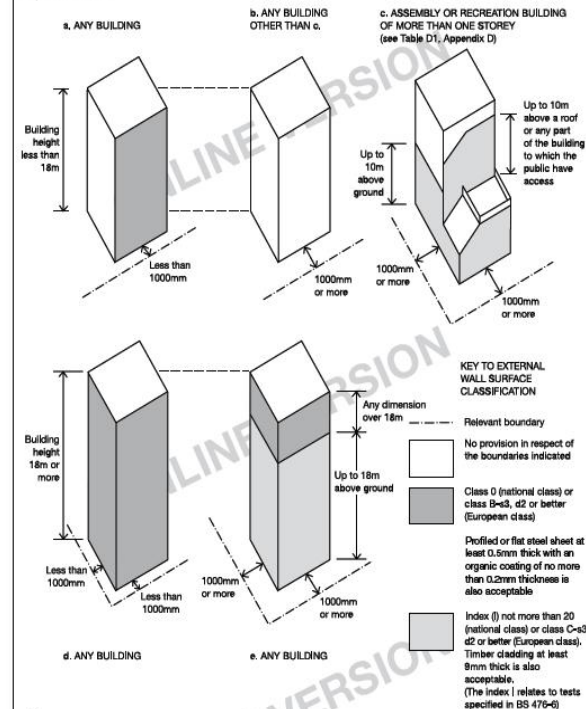 a. ANY BUILDING
b. ANY BUILDING
OTHER THAN c.
c. ASSEMBLY OR RECREATION BUILDING
OF MORE THAN ONE STOREY
(see Table D1, Appendix D)
Building
height
less than
18m
Less than
1000mm
1000mm
or more
Up to
10m
above
ground
Up to 10m
above a roof
or any part
of the building
to which the
public have
access
1000mm
or more
1000mm
or more
ONLINE VERSION
Building
height
18m or
more
Less than
1000mm
Less than
1000mm
d. ANY BUILDING
Any dimension
over 18m
Up to 18m
above ground
1000mm
or more
1000mm
or more
e. ANY BUILDING
ONLINE VERSION
KEY TO EXTERNAL
WALL SURFACE
CLASSIFICATION
Relevant boundary
No provision in respect of
the boundaries indicated
Class 0 (national class) or
class B-s3, d2 or better
(European class)
Profiled or flat steel sheet at
least 0.5mm thick with an
organic coating of no more
than 0.2mm thickness is
also acceptable
Index (I) not more than 20
(national class) or class C-s3,
d2 or better (European class).
Timber cladding at least
9mm thick is also
acceptable.
(The index I relates to tests
specified in BS 476-6)
VERSION